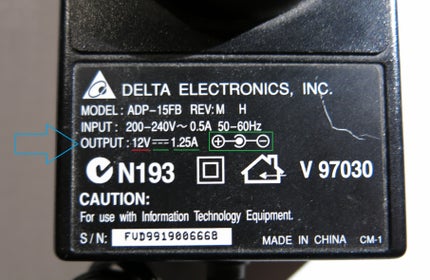 DELTA ELECTRONICS, INC.
MODEL: ADP-15FB REV: M H
INPUT: 200-240V~ 0.5A 50-60Hz
OUTPUT: 12V⎓1.25A + -
N193 V 97030
CAUTION:
For use with Information Technology Equipment.
S/N: FVD9919006668 MADE IN CHINA CM-1